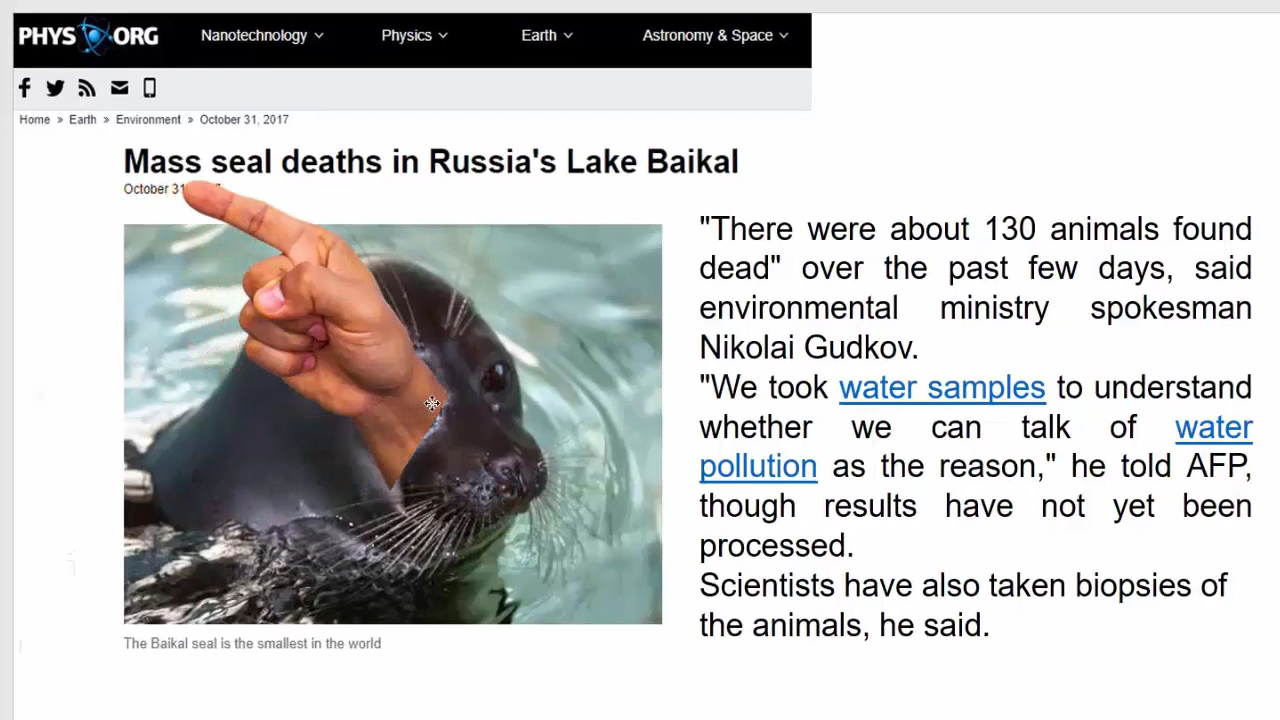 PHYS ORG
Nanotechnology
Physics
Earth
Astronomy & Space
Home » Earth » Environment » October 31, 2017
Mass seal deaths in Russia's Lake Baikal
October 31
"There were about 130 animals found
dead" over the past few days, said
environmental ministry spokesman
Nikolai Gudkov.
"We took water samples to understand
whether we can talk of water
pollution as the reason," he told AFP,
though results have not yet been
processed.
Scientists have also taken biopsies of
the animals, he said.
The Baikal seal is the smallest in the world